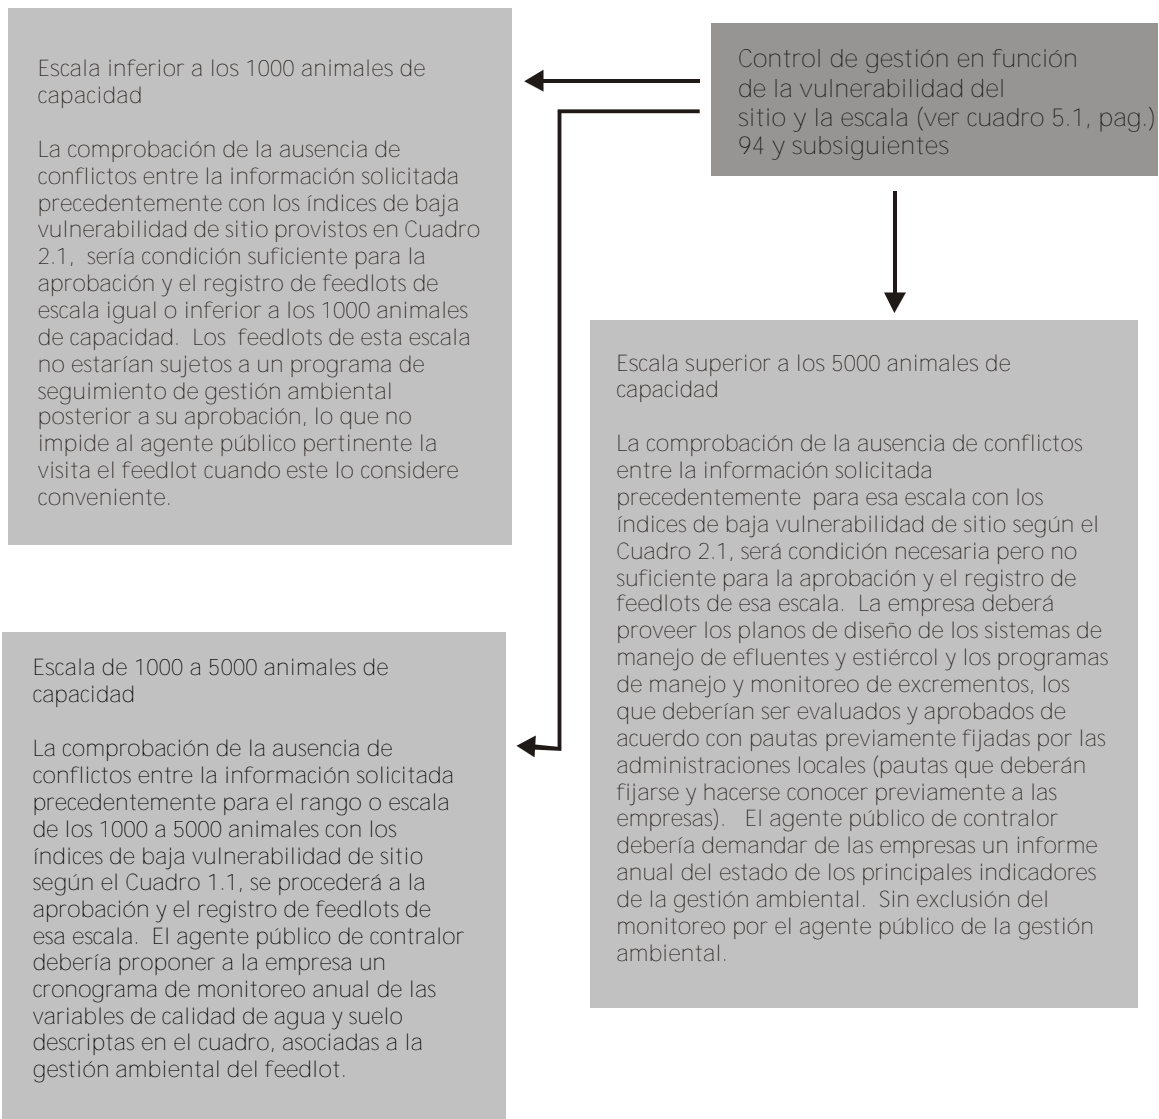 Control de gestión en función
de la vulnerabilidad del
sitio y la escala (ver cuadro 5.1, pag.)
94 y subsiguientes
Escala inferior a los 1000 animales de
capacidad
La comprobación de la ausencia de
conflictos entre la información solicitada
precedentemente con los índices de baja
vulnerabilidad de sitio provistos en Cuadro
2.1, sería condición suficiente para la
aprobación y el registro de feedlots de
escala igual o inferior a los 1000 animales
de capacidad. Los feedlots de esta escala
no estarían sujetos a un programa de
seguimiento de gestión ambiental
posterior a su aprobación, lo que no
impide al agente público pertinente la
visita el feedlot cuando este lo considere
conveniente.
Escala de 1000 a 5000 animales de
capacidad
La comprobación de la ausencia de
conflictos entre la información solicitada
precedentemente para el rango o escala
de los 1000 a 5000 animales con los
índices de baja vulnerabilidad de sitio
según el Cuadro 1.1, se procederá a la
aprobación y el registro de feedlots de
esa escala. El agente público de contralor
debería proponer a la empresa un
cronograma de monitoreo anual de las
variables de calidad de agua y suelo
descriptas en el cuadro, asociadas a la
gestión ambiental del feedlot.
Escala superior a los 5000 animales de
capacidad
La comprobación de la ausencia de conflictos
entre la información solicitada
precedentemente para esa escala con los
índices de baja vulnerabilidad de sitio según el
Cuadro 2.1, será condición necesaria pero no
suficiente para la aprobación y el registro de
feedlots de esa escala. La empresa deberá
proveer los planos de diseño de los sistemas de
manejo de efluentes y estiércol y los programas
de manejo y monitoreo de excrementos, los
que deberían ser evaluados y aprobados de
acuerdo con pautas previamente fijadas por las
administraciones locales (pautas que deberán
fijarse y hacerse conocer previamente a las
empresas). El agente público de contralor
debería demandar de las empresas un informe
anual del estado de los principales indicadores
de la gestión ambiental. Sin exclusión del
monitoreo por el agente público de la gestión
ambiental.